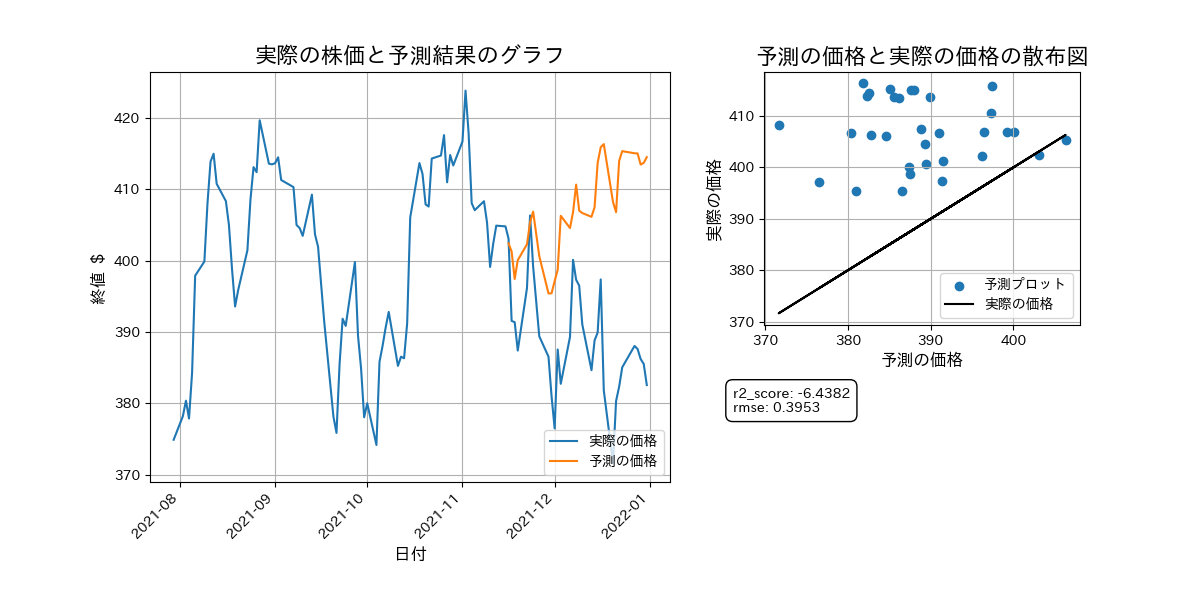 実際の株価と予測結果のグラフ
終値 $
420
410
400
390
380
370
2021-08
2021-09
2021-10
2021-11
2021-12
2022-01
日付
実際の価格
予測の価格
予測の価格と実際の価格の散布図
実際の価格
410
400
390
380
370
370
380
390
400
予測の価格
予測プロット
実際の価格
r2_score: -6.4382
rmse: 0.3953